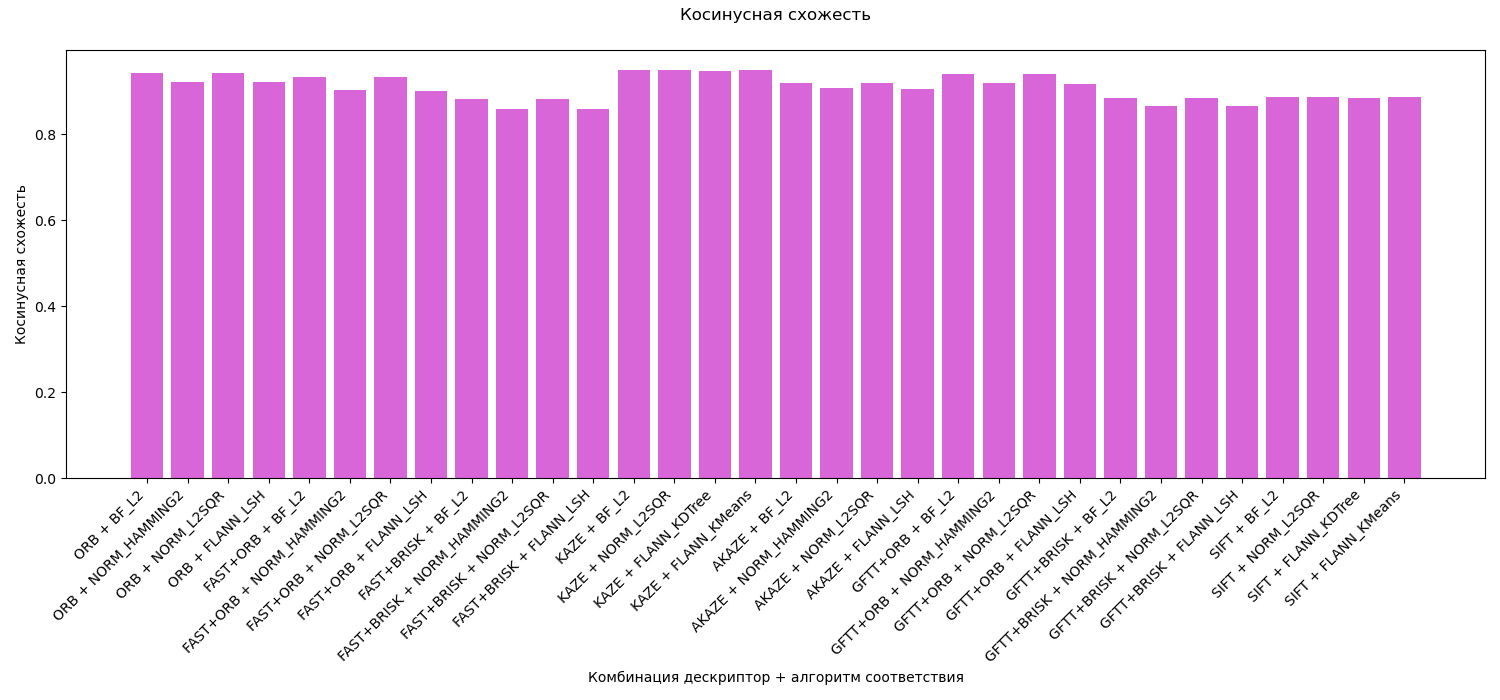 Косинусная схожесть
Косинусная схожесть
0.8
0.6
0.4
0.2
0.0
ORB + BF_L2
ORB + NORM_HAMMING2
ORB + NORM_L2SQR
ORB + FLANN_LSH
FAST+ORB + BF_L2
FAST+ORB + NORM_HAMMING2
FAST+ORB + NORM_L2SQR
FAST+ORB + FLANN_LSH
FAST+BRISK + BF_L2
FAST+BRISK + NORM_HAMMING2
FAST+BRISK + NORM_L2SQR
FAST+BRISK + FLANN_LSH
KAZE + BF_L2
KAZE + NORM_L2SQR
KAZE + FLANN_KDTree
KAZE + FLANN_KMeans
AKAZE + BF_L2
AKAZE + NORM_HAMMING2
AKAZE + NORM_L2SQR
AKAZE + FLANN_LSH
GFTT+ORB + BF_L2
GFTT+ORB + NORM_HAMMING2
GFTT+ORB + NORM_L2SQR
GFTT+ORB + FLANN_LSH
GFTT+BRISK + BF_L2
GFTT+BRISK + NORM_HAMMING2
GFTT+BRISK + NORM_L2SQR
GFTT+BRISK + FLANN_LSH
SIFT + BF_L2
SIFT + NORM_L2SQR
SIFT + FLANN_KDTree
SIFT + FLANN_KMeans
Комбинация дескриптор + алгоритм соответствия